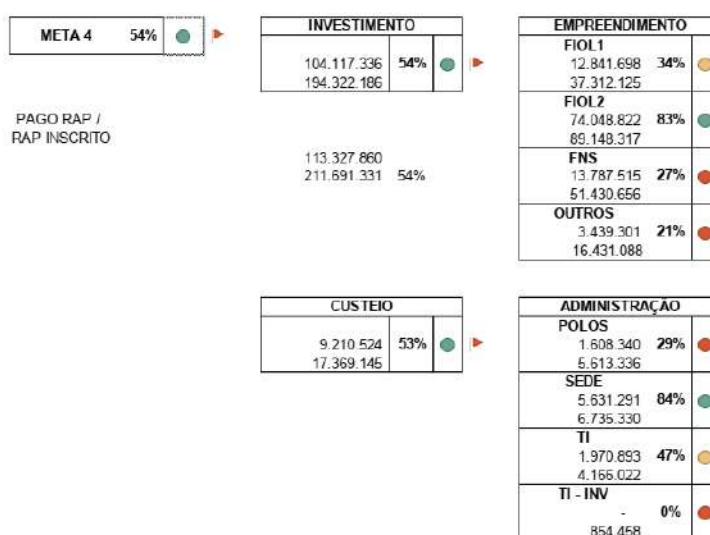 META 4 54%
PAGO RAP /
RAP INSCRITO
INVESTIMENTO
104.117.336 54%
194.322.186
113.327.860
211.691.331 54%
EMPREENDIMENTO
FIOL1
12.841.698 34%
37.312.125
FIOL2
74.048.822 83%
89.148.317
FNS
13.787.515 27%
51.430.656
OUTROS
3.439.301 21%
16.431.088
CUSTEIO
9.210.524 53%
17.369.145
ADMINISTRAÇÃO
POLOS
1.608.340 29%
5.613.336
SEDE
5.631.291 84%
6.735.330
TI
1.970.893 47%
4.166.022
TI - INV
- 0%
854.458